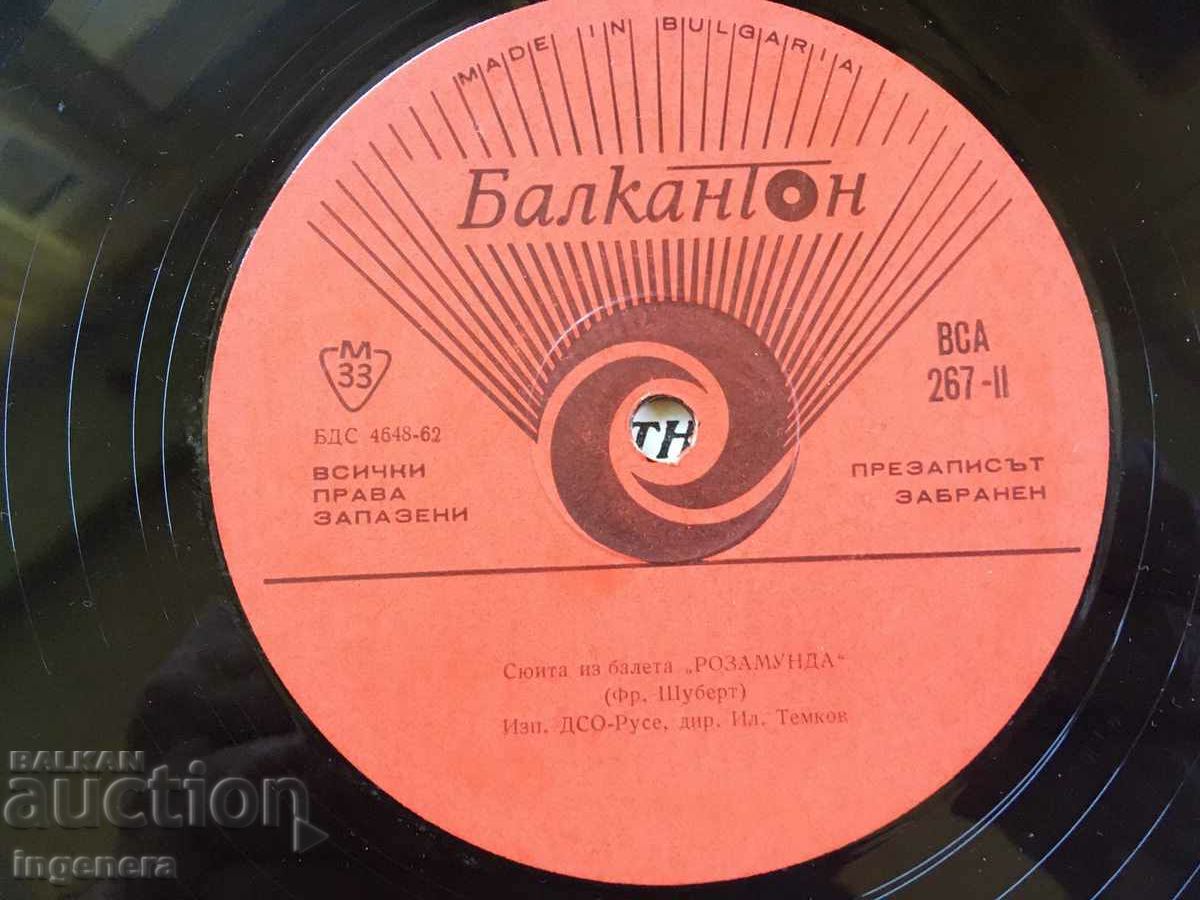 MADE IN BULGARIA
Балкантон
М
33
БДС 4648-62
ВСИЧКИ
ПРАВА
ЗАПАЗЕНИ
ВСА
267-II
ПРЕЗАПИСЪТ
ЗАБРАНЕН
ТН
Сюита из балета „РОЗАМУНДА“
(Фр. Шуберт)
Изп. ДСО-Русе, дир. Ил. Темков
BALKAN
auction
ingenera